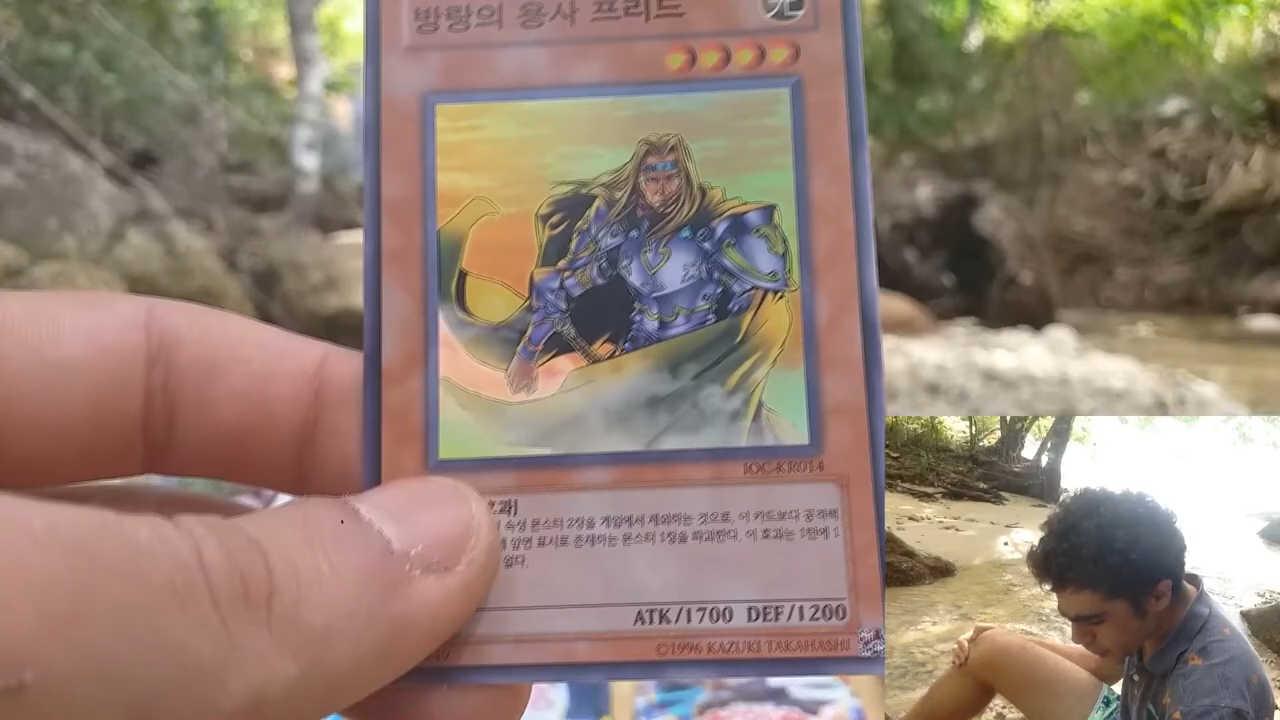 방랑의 용사 프리드
光
IOC-KR014
효과]
속성 몬스터 2장을 게임에서 제외하는 것으로, 이 카드보다 공격력
앞면 표시로 존재하는 몬스터 1장을 파괴한다. 이 효과는 1턴에 1
없다.
ATK/1700 DEF/1200
©1996 KAZUKI TAKAHASHI